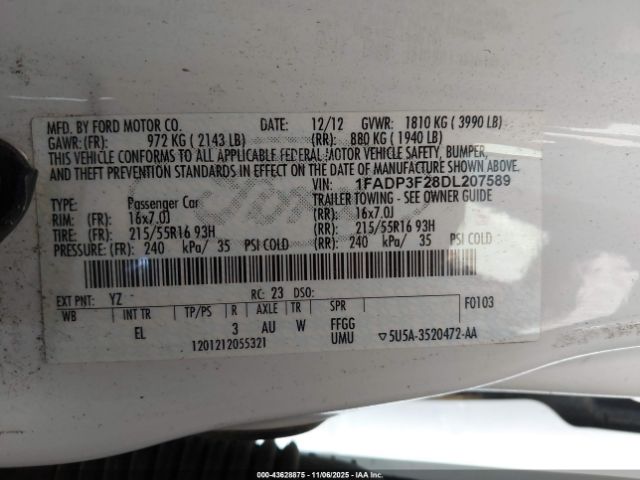 MFD. BY FORD MOTOR CO. DATE: 12/12 GVWR: 1810 KG ( 3990 LB)
GAWR: (FR): 972 KG ( 2143 LB) (RR): 880 KG ( 1940 LB)
THIS VEHICLE CONFORMS TO ALL APPLICABLE FEDERAL MOTOR VEHICLE SAFETY, BUMPER,
AND THEFT PREVENTION STANDARDS IN EFFECT ON THE DATE OF MANUFACTURE SHOWN ABOVE.
VIN: 1FADP3F28DL207589
TYPE: Passenger Car TRAILER TOWING - SEE OWNER GUIDE
RIM: (FR): 16x7.0J (RR): 16x7.0J
TIRE: (FR): 215/55R16 93H (RR): 215/55R16 93H
PRESSURE: (FR): 240 kPa/ 35 PSI COLD (RR): 240 kPa/ 35 PSI COLD
EXT PNT: YZ - RC: 23 DSO: F0103
WB INT TR TP/PS R AXLE TR SPR
EL 3 AU W FFGG
1201212055321 UMU ▽5U5A-3520472-AA
000-43628875 - 11/06/2025 - IAAI.com